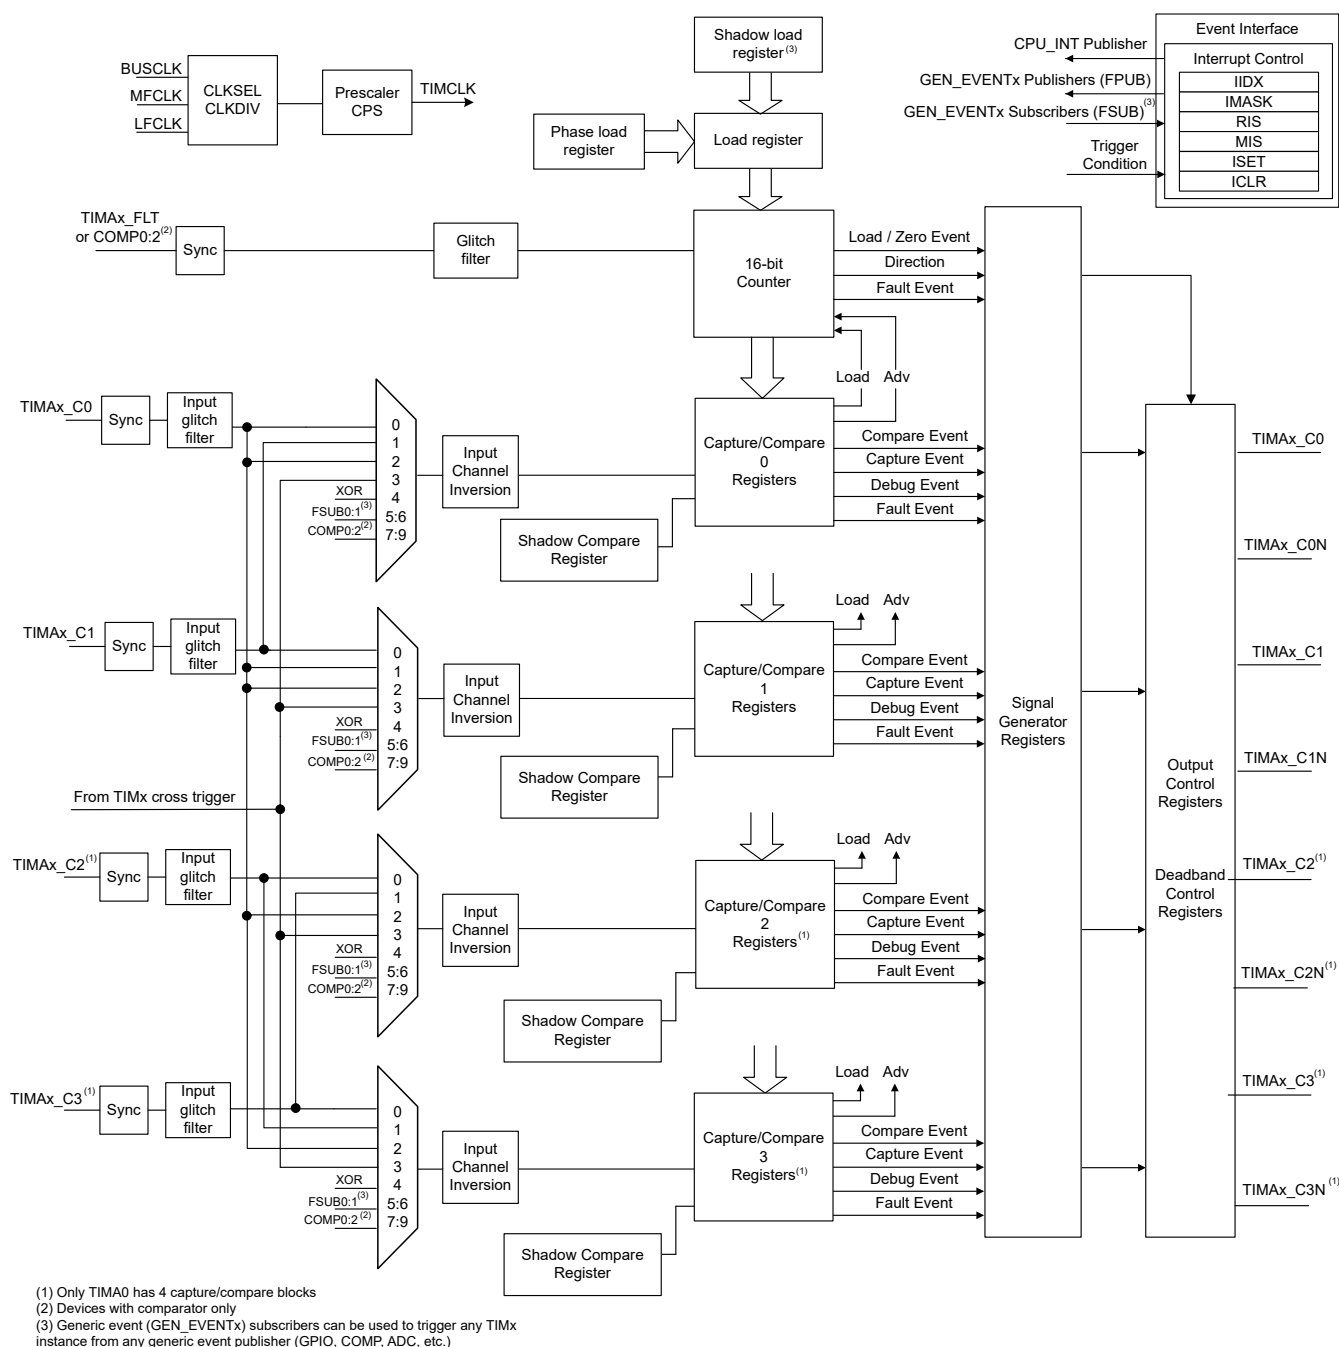 Shadow load
register(3)
BUSCLK
MFCLK
LFCLK
CLKSEL
CLKDIV
Prescaler
CPS
TIMCLK
Phase load
register
Load register
Event Interface
Interrupt Control
IIDX
IMASK
RIS
MIS
ISET
ICLR
CPU_INT Publisher
GEN_EVENTx Publishers (FPUB)
GEN_EVENTx Subscribers (FSUB)(3)
Trigger
Condition
TIMAx_FLT
or COMP0:2(2)
Sync
Glitch
filter
16-bit
Counter
Load / Zero Event
Direction
Fault Event
Load Adv
TIMAx_C0
Sync
Input
glitch
filter
0
1
2
3
XOR 4
FSUB0:1(3) 5:6
COMP0:2(2) 7:9
Input
Channel
Inversion
Shadow Compare
Register
Capture/Compare
0
Registers
Compare Event
Capture Event
Debug Event
Fault Event
TIMAx_C1
Sync
Input
glitch
filter
0
1
2
3
XOR 4
FSUB0:1(3) 5:6
COMP0:2(2) 7:9
Input
Channel
Inversion
Shadow Compare
Register
Load Adv
Capture/Compare
1
Registers
Compare Event
Capture Event
Debug Event
Fault Event
From TIMx cross trigger
TIMAx_C2(1)
Sync
Input
glitch
filter
0
1
2
3
XOR 4
FSUB0:1(3) 5:6
COMP0:2(2) 7:9
Input
Channel
Inversion
Shadow Compare
Register
Load Adv
Capture/Compare
2
Registers(1)
Compare Event
Capture Event
Debug Event
Fault Event
TIMAx_C3(1)
Sync
Input
glitch
filter
0
1
2
3
XOR 4
FSUB0:1(3) 5:6
COMP0:2(2) 7:9
Input
Channel
Inversion
Shadow Compare
Register
Load Adv
Capture/Compare
3
Registers(1)
Compare Event
Capture Event
Debug Event
Fault Event
Signal
Generator
Registers
Output
Control
Registers
Deadband
Control
Registers
TIMAx_C0
TIMAx_C0N
TIMAx_C1
TIMAx_C1N
TIMAx_C2(1)
TIMAx_C2N(1)
TIMAx_C3(1)
TIMAx_C3N(1)
(1) Only TIMA0 has 4 capture/compare blocks
(2) Devices with comparator only
(3) Generic event (GEN_EVENTx) subscribers can be used to trigger any TIMx
instance from any generic event publisher (GPIO, COMP, ADC, etc.)